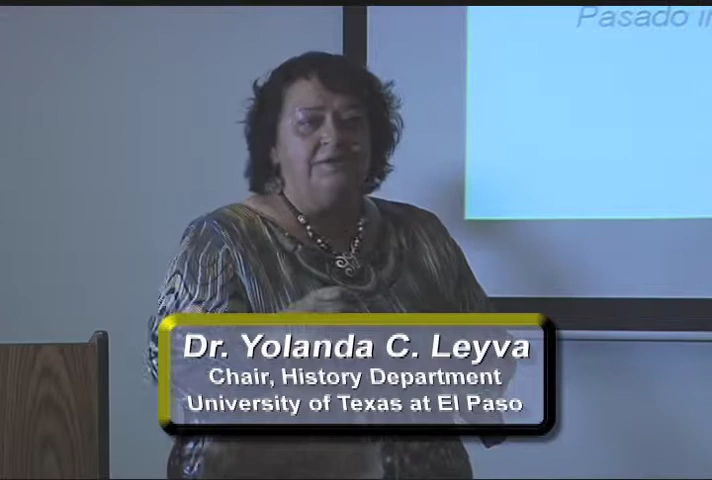 Pasado
Dr. Yolanda C. Leyva
Chair, History Department
University of Texas at El Paso